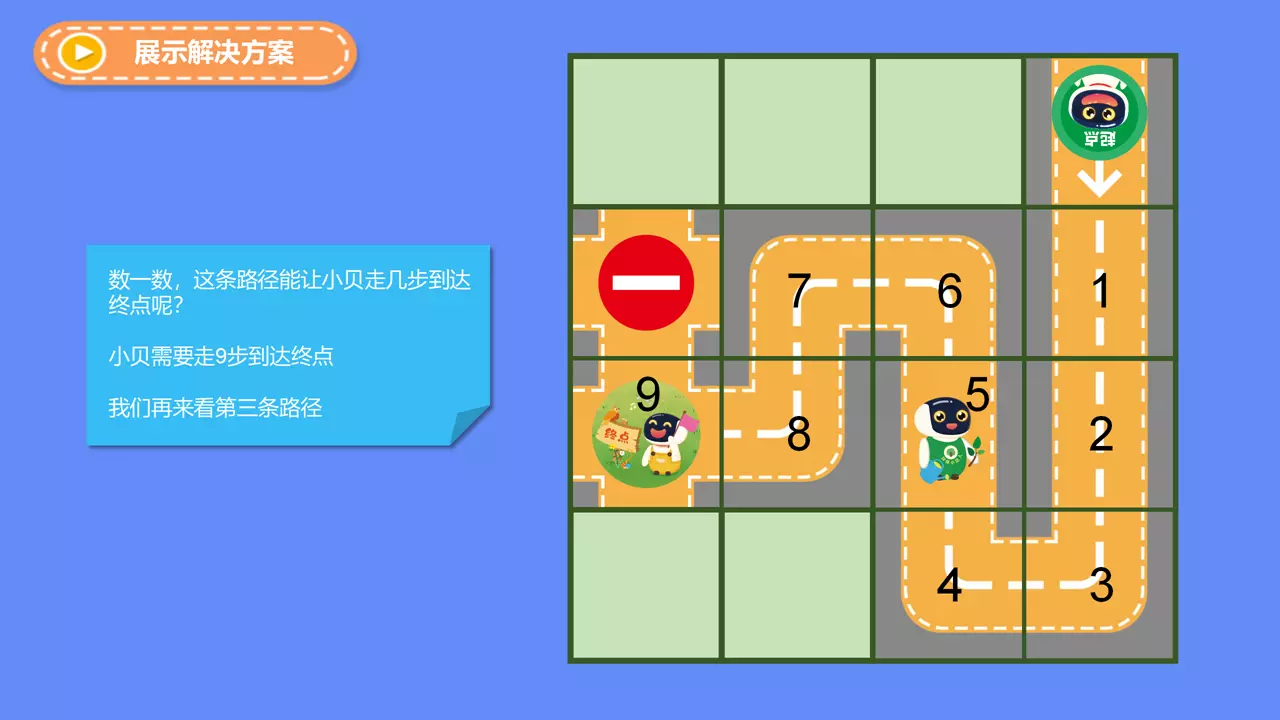 展示解决方案
起点
数一数，这条路径能让小贝走几步到达
终点呢？
小贝需要走9步到达终点
我们再来看第三条路径
7
6
1
9
终点
8
5
2
4
3